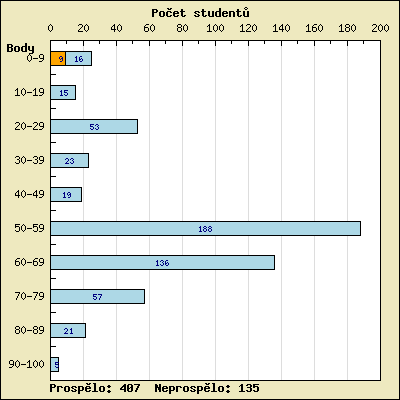 Počet studentů
0 20 40 60 80 100 120 140 160 180 200
Body
0-9 9 16
10-19 15
20-29 53
30-39 23
40-49 19
50-59 188
60-69 136
70-79 57
80-89 21
90-100 5
Prospělo: 407 Neprospělo: 135